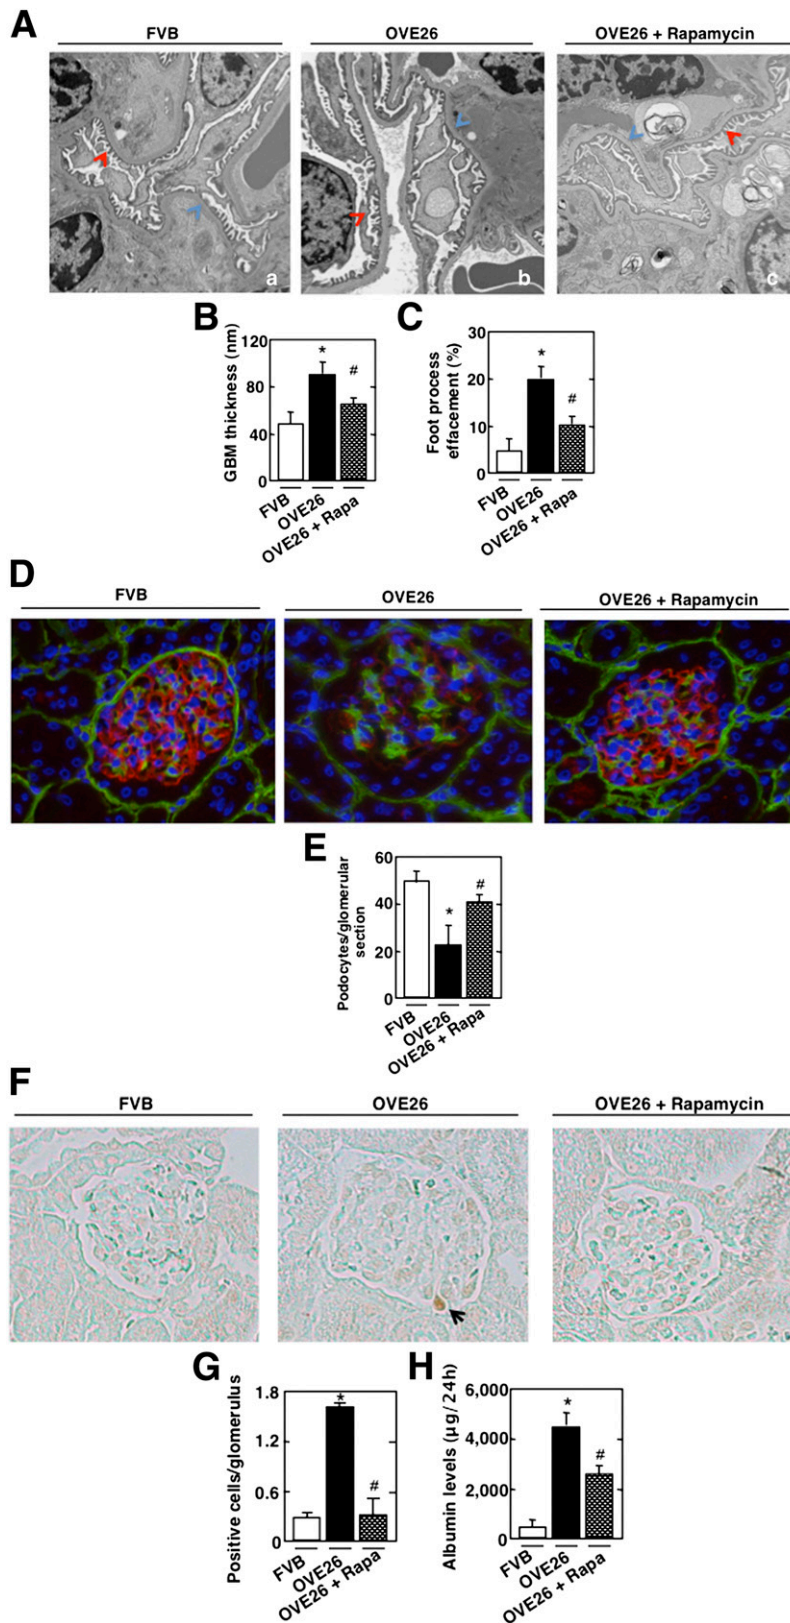 A
FVB
OVE26
OVE26 + Rapamycin
a
b
c
B
GBM thickness (nm)
120
80
40
0
*
#
FVB
OVE26
OVE26 + Rapa
C
Foot process
effacement (%)
30
20
10
0
*
#
FVB
OVE26
OVE26 + Rapa
D
FVB
OVE26
OVE26 + Rapamycin
E
Podocytes/glomerular
section
60
40
20
0
*
#
FVB
OVE26
OVE26 + Rapa
F
FVB
OVE26
OVE26 + Rapamycin
G
Positive cells/glomerulus
1.8
1.2
0.6
0
*
#
FVB
OVE26
OVE26 + Rapa
H
Albumin levels (µg/24h)
6,000
4,000
2,000
0
*
#
FVB
OVE26
OVE26 + Rapa